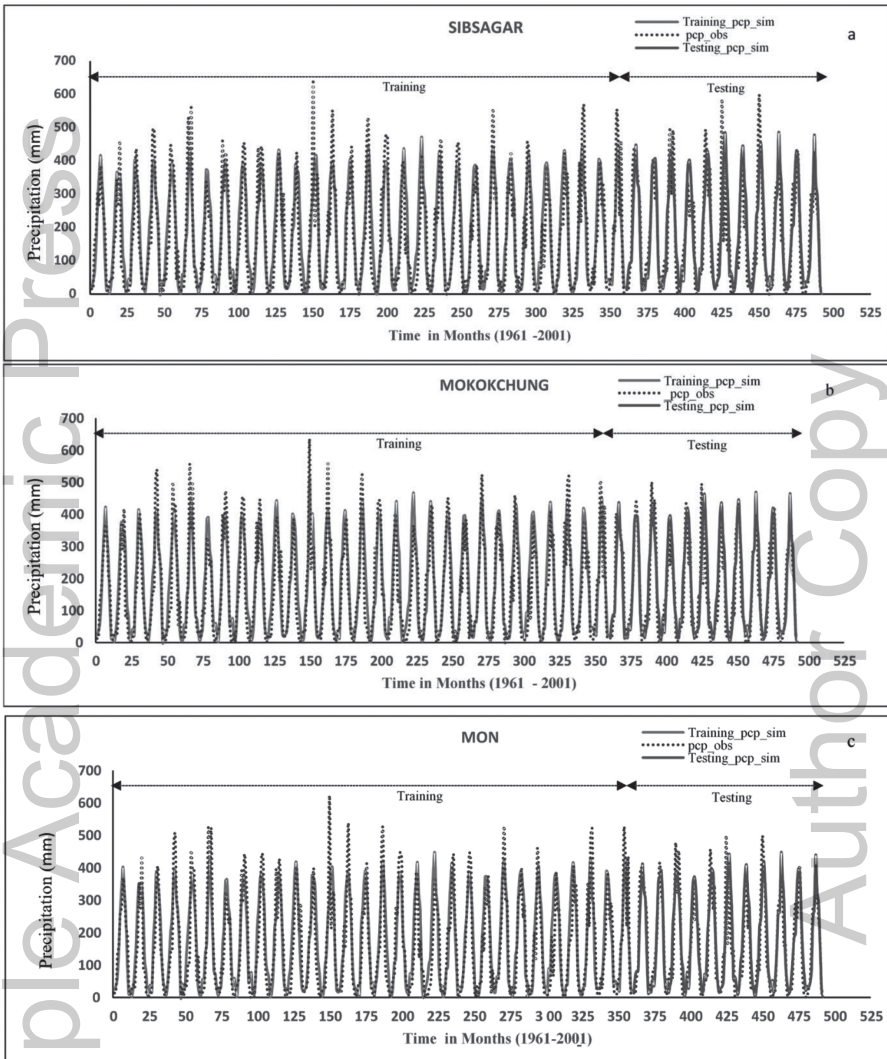 SIBSAGAR
a
Training_pcp_sim
pcp_obs
Testing_pcp_sim
Training
Testing
700
600
500
400
300
200
100
0
Precipitation (mm)
0 25 50 75 100 125 150 175 200 225 250 275 300 325 350 375 400 425 450 475 500 525
Time in Months (1961 -2001)
MOKOKCHUNG
b
Training_pcp_sim
_pcp_obs
Testing_pcp_sim
Training
Testing
700
600
500
400
300
200
100
0
Precipitation (mm)
0 25 50 75 100 125 150 175 200 225 250 275 300 325 350 375 400 425 450 475 500 525
Time in Months (1961 - 2001)
MON
c
Training_pcp_sim
pcp_obs
Testing_pcp_sim
Training
Testing
700
600
500
400
300
200
100
0
Precipitation (mm)
0 25 50 75 100 125 150 175 200 225 250 275 300 325 350 375 400 425 450 475 500 525
Time in Months (1961-2001)
ple Academic Press
Author Copy